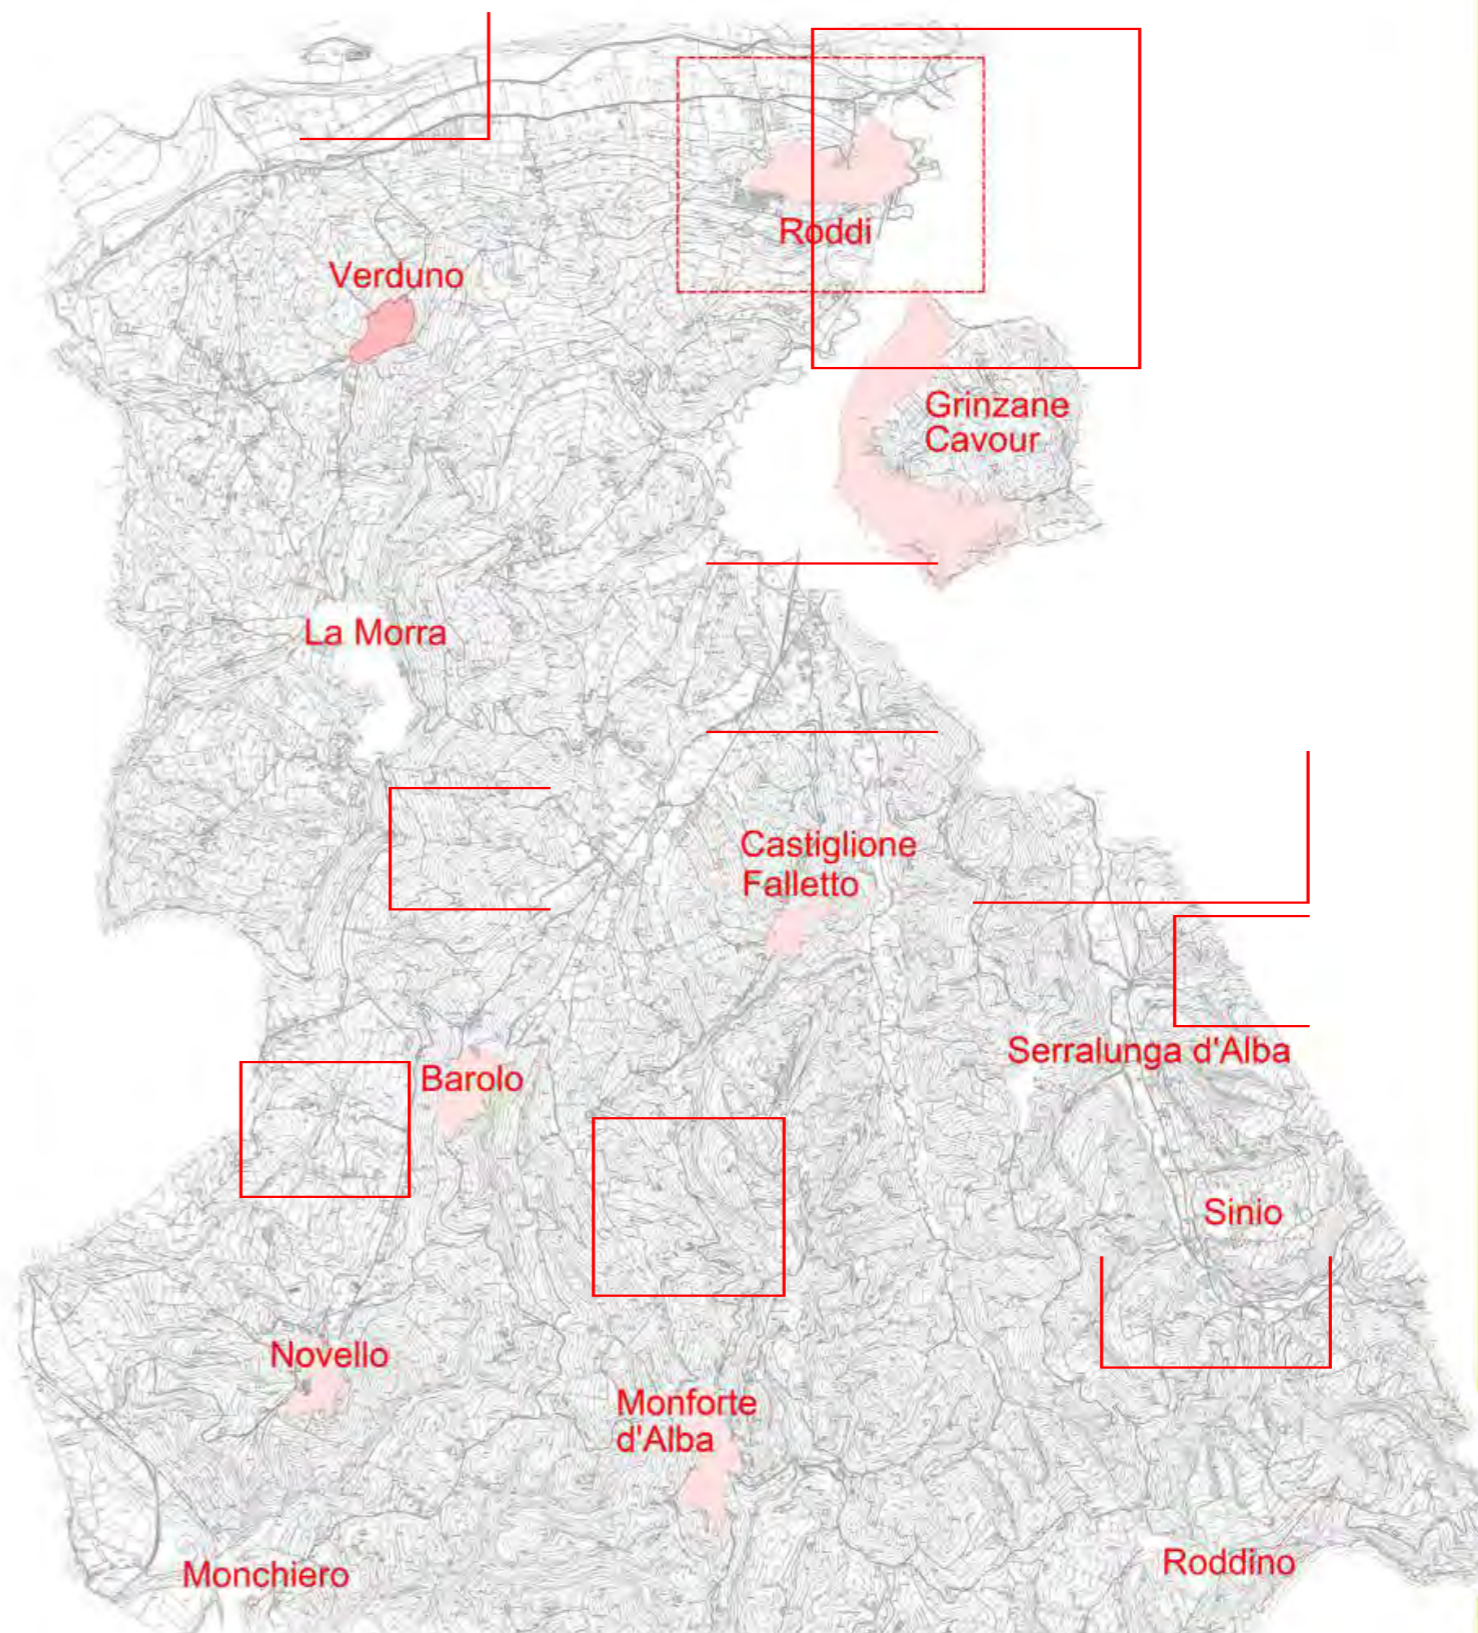 Roddi
Verduno
Grinzane
Cavour
La Morra
Castiglione
Falletto
Serralunga d'Alba
Barolo
Sinio
Novello
Monforte
d'Alba
Roddino
Monchiero